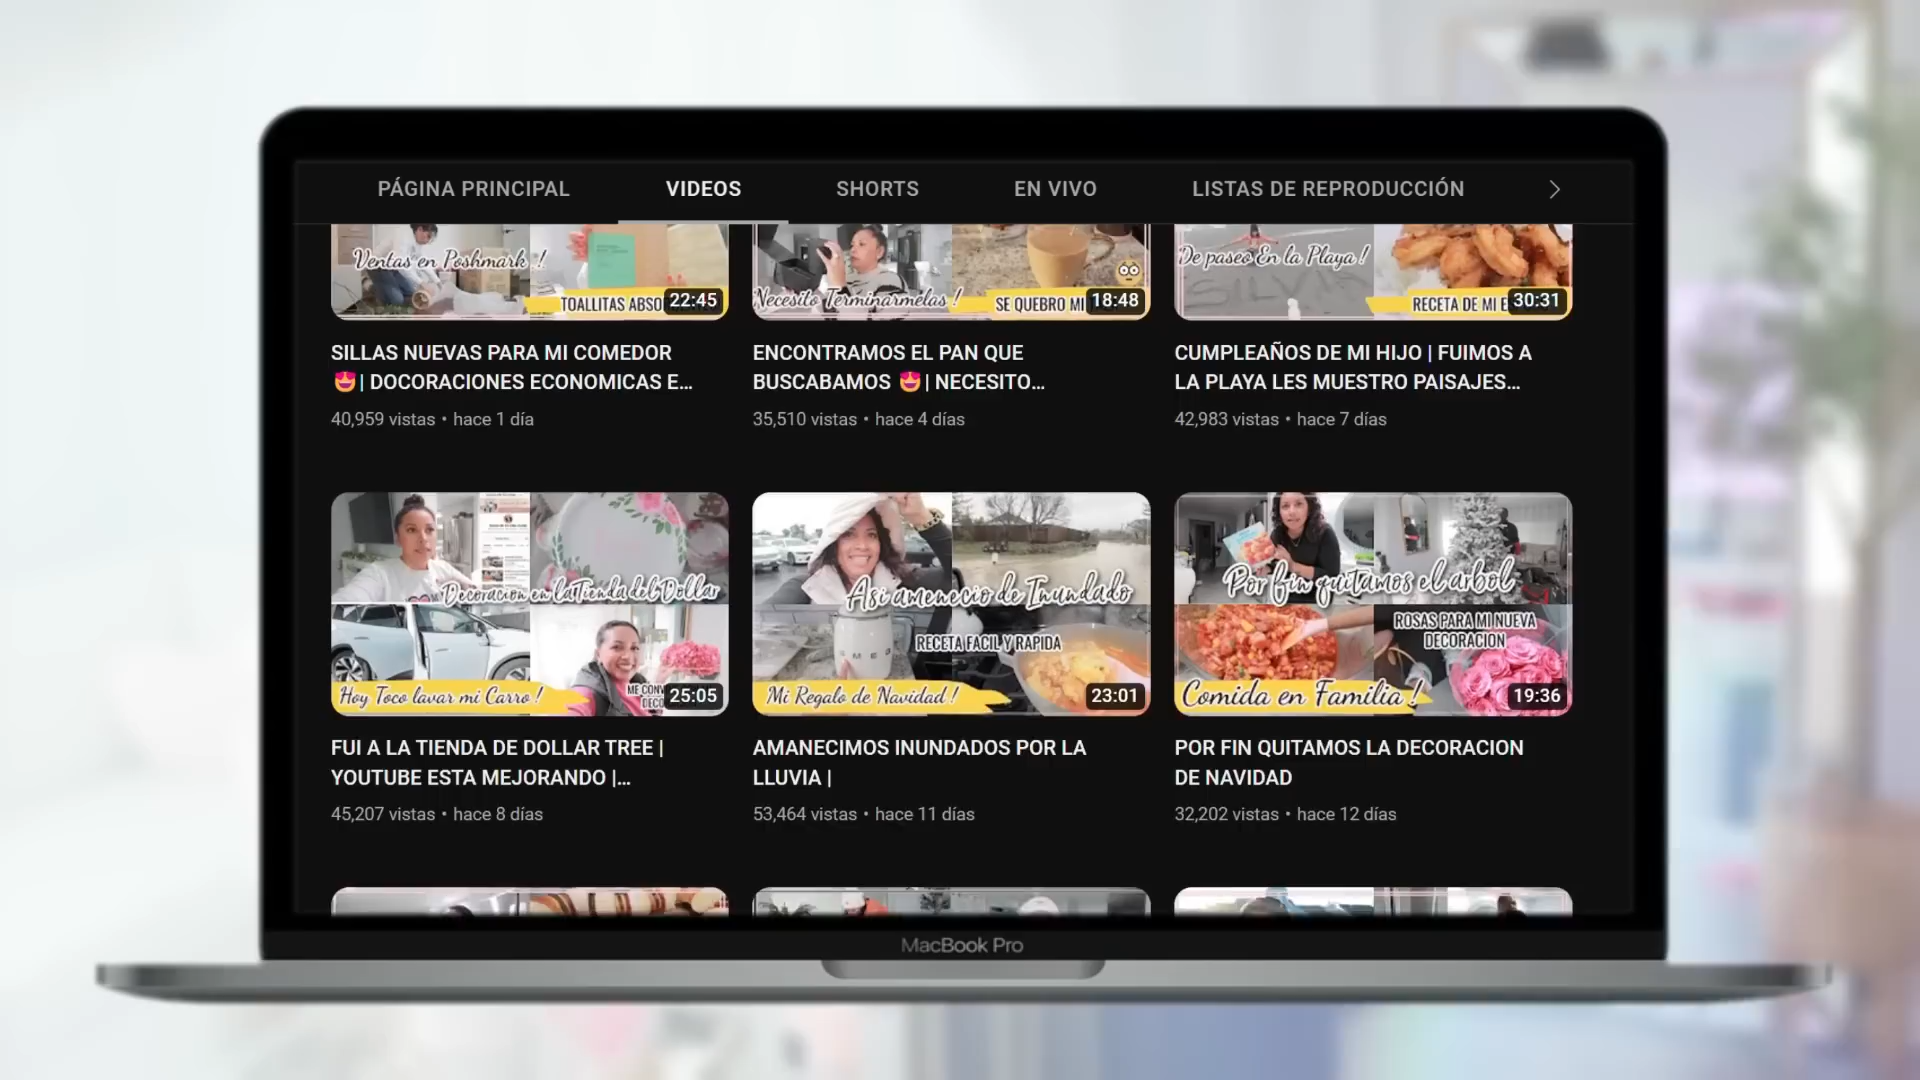 PÁGINA PRINCIPAL
VIDEOS
SHORTS
EN VIVO
LISTAS DE REPRODUCCIÓN
Ventas en Poshmark !
TOALLITAS
22:45
Necesito Terminarmelas !
SE QUEBRO MI
18:48
De paseo En la Playa !
SILVIA
RECETA DE MI
30:31
SILLAS NUEVAS PARA MI COMEDOR
😍| DOCORACIONES ECONOMICAS E...
40,959 vistas • hace 1 día
ENCONTRAMOS EL PAN QUE
BUSCABAMOS 😍| NECESITO...
35,510 vistas • hace 4 días
CUMPLEAÑOS DE MI HIJO | FUIMOS A
LA PLAYA LES MUESTRO PAISAJES...
42,983 vistas • hace 7 días
Decoracion en la Tienda del Dollar
Hoy Toco lavar mi Carro !
25:05
Asi amenecio de Inundado
SMEG
RECETA FACIL Y RAPIDA
Mi Regalo de Navidad !
23:01
Por fin quitamos el arbol
ROSAS PARA MI NUEVA
DECORACION
Comida en Familia !
19:36
FUI A LA TIENDA DE DOLLAR TREE |
YOUTUBE ESTA MEJORANDO |...
45,207 vistas • hace 8 días
AMANECIMOS INUNDADOS POR LA
LLUVIA |
53,464 vistas • hace 11 días
POR FIN QUITAMOS LA DECORACION
DE NAVIDAD
32,202 vistas • hace 12 días
MacBook Pro